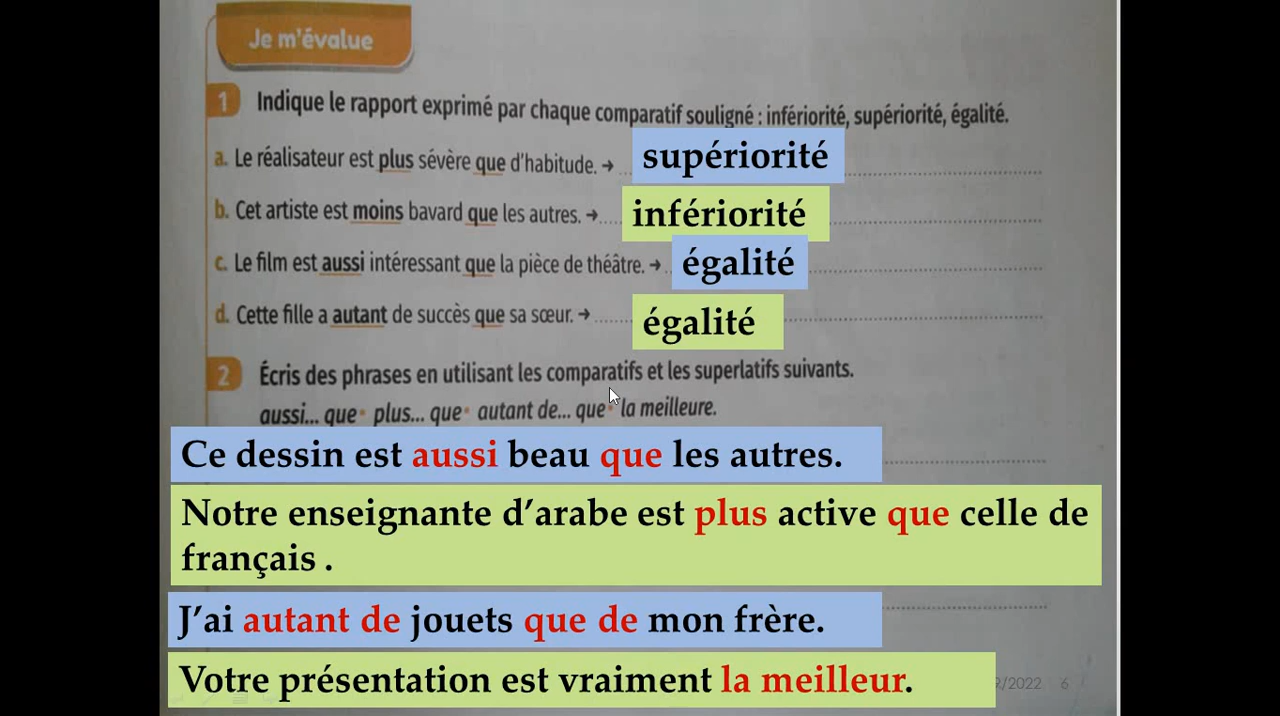 Je m'évalue
1 Indique le rapport exprimé par chaque comparatif souligné : infériorité, supériorité, égalité.
a. Le réalisateur est plus sévère que d'habitude. → supériorité
b. Cet artiste est moins bavard que les autres. → infériorité
c. Le film est aussi intéressant que la pièce de théâtre. → égalité
d. Cette fille a autant de succès que sa sœur. → égalité
2 Écris des phrases en utilisant les comparatifs et les superlatifs suivants.
aussi... que • plus... que • autant de... que • la meilleure.
Ce dessin est aussi beau que les autres.
Notre enseignante d'arabe est plus active que celle de
français .
J'ai autant de jouets que de mon frère.
Votre présentation est vraiment la meilleur.
/2022 6